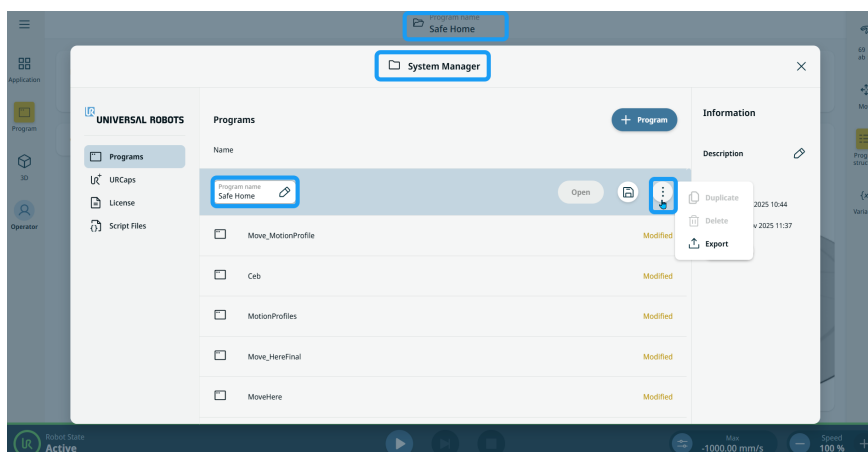 Program name
Safe Home
System Manager
Application
Program
3D
Operator
UNIVERSAL ROBOTS
Programs
URCaps
License
Script Files
Programs
+ Program
Name
Program name
Safe Home
Open
Move_MotionProfile
Modified
Ceb
Modified
MotionProfiles
Modified
Move_HereFinal
Modified
MoveHere
Modified
Information
Description
Duplicate
Delete
Export
2025 10:44
2025 11:37
Robot State
Active
Max
-1000.00 mm/s
Speed
100 %